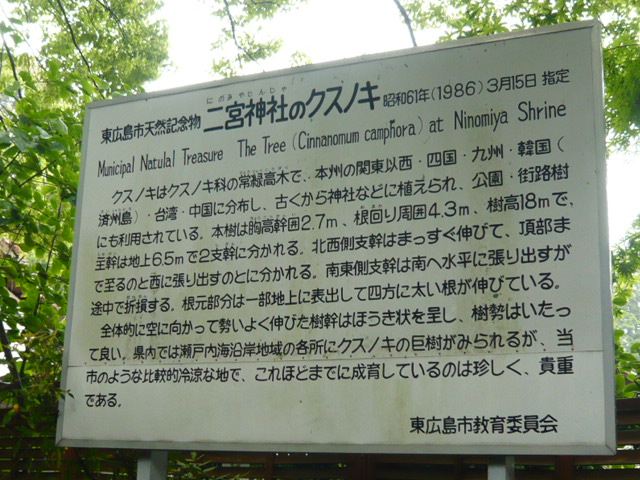 にのみやじんじゃ
東広島市天然記念物 二宮神社のクスノキ 昭和61年(1986)3月15日 指定
Municipal Natulal Treasure The Tree (Cinnanomum camphora) at Ninomiya Shrine
クスノキはクスノキ科の常緑高木で、本州の関東以西・四国・九州・韓国(
済州島)・台湾・中国に分布し、古くから神社などに植えられ、公園・街路樹
にも利用されている。本樹は胸高幹囲2.7m、根回り周囲4.3m、樹高18mで、
主幹は地上6.5mで2支幹に分かれる。北西側支幹はまっすぐ伸びて、頂部ま
で至るのと西に張り出すのとに分かれる。南東側支幹は南へ水平に張り出すが
途中で折損する。根元部分は一部地上に表出して四方に太い根が伸びている。
全体的に空に向かって勢いよく伸びた樹幹はほうき状を呈し、樹勢はいたっ
て良い。県内では瀬戸内海沿岸地域の各所にクスノキの巨樹がみられるが、当
市のような比較的冷涼な地で、これほどまでに成育しているのは珍しく、貴重
である。
東広島市教育委員会